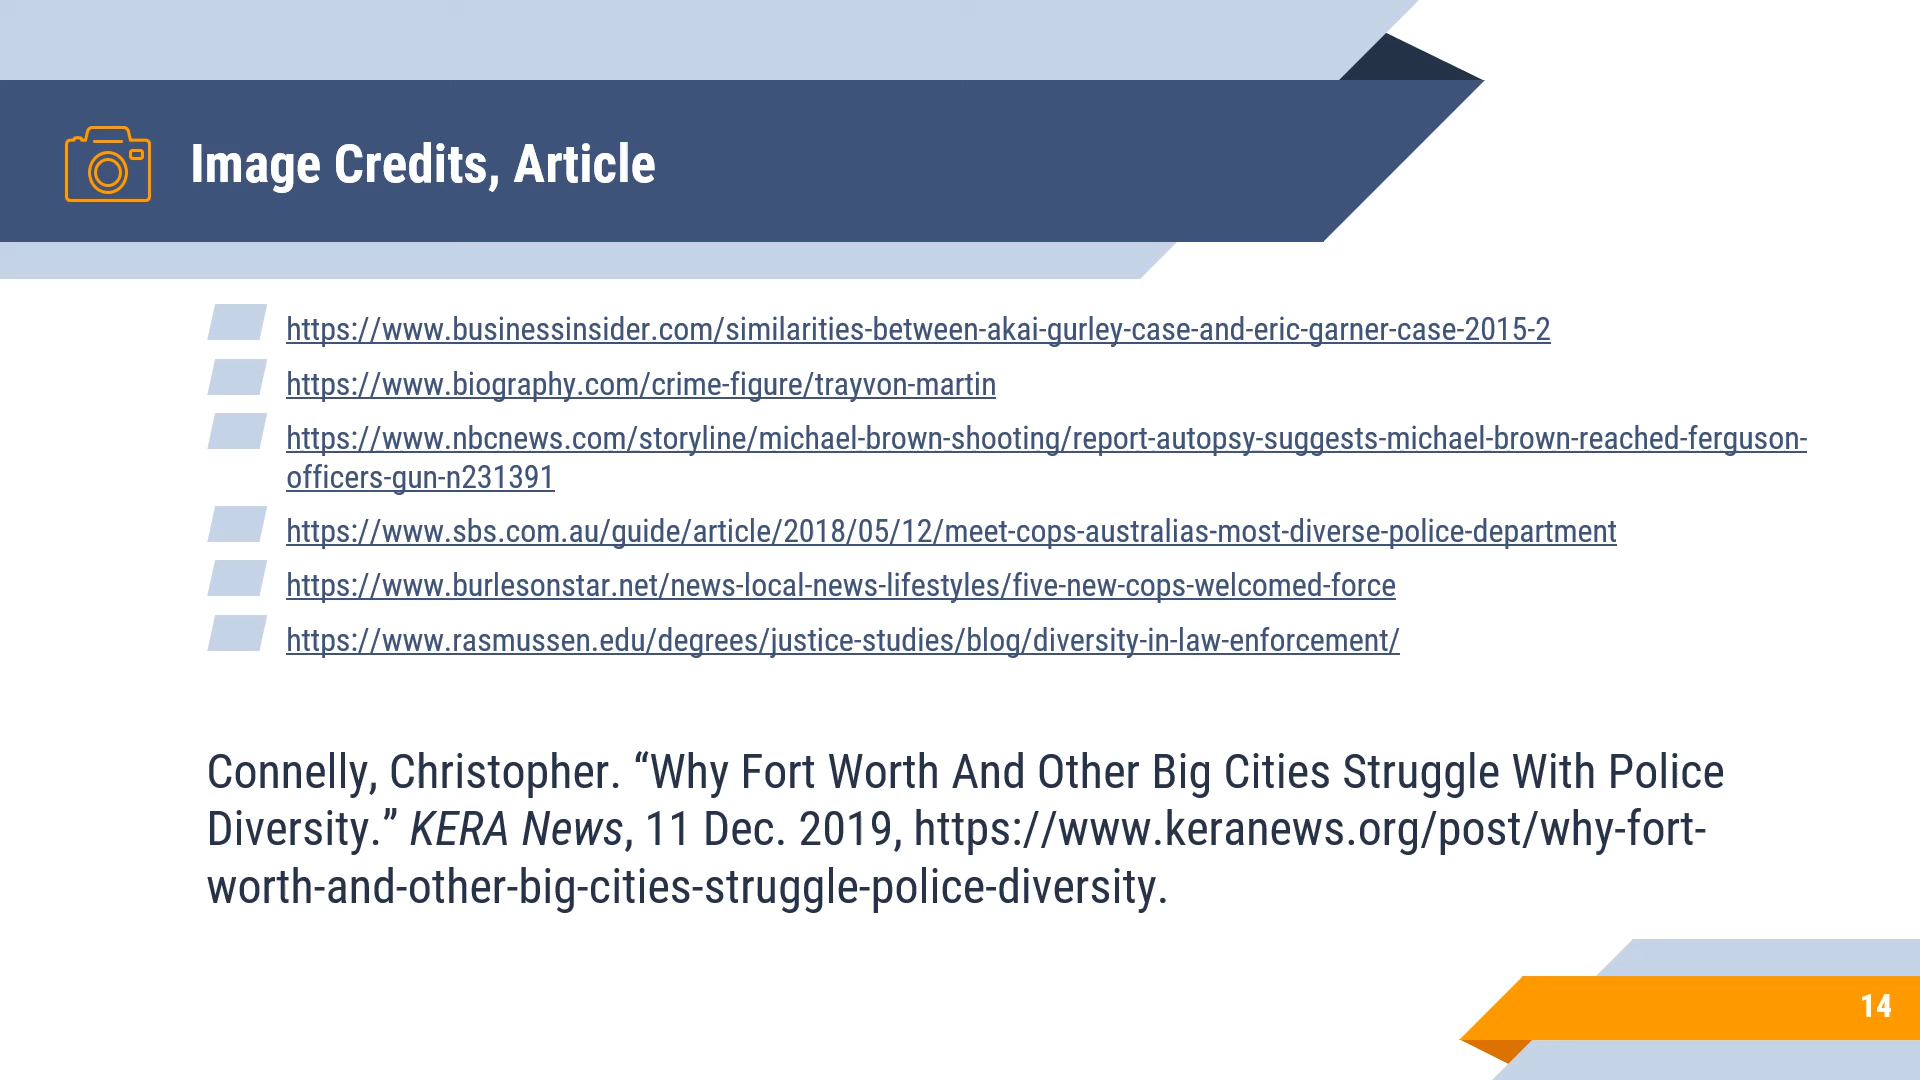 Image Credits, Article
https://www.businessinsider.com/similarities-between-akai-gurley-case-and-eric-garner-case-2015-2
https://www.biography.com/crime-figure/trayvon-martin
https://www.nbcnews.com/storyline/michael-brown-shooting/report-autopsy-suggests-michael-brown-reached-ferguson-
officers-gun-n231391
https://www.sbs.com.au/guide/article/2018/05/12/meet-cops-australias-most-diverse-police-department
https://www.burlesonstar.net/news-local-news-lifestyles/five-new-cops-welcomed-force
https://www.rasmussen.edu/degrees/justice-studies/blog/diversity-in-law-enforcement/
Connelly, Christopher. “Why Fort Worth And Other Big Cities Struggle With Police
Diversity.” KERA News, 11 Dec. 2019, https://www.keranews.org/post/why-fort-
worth-and-other-big-cities-struggle-police-diversity.
14